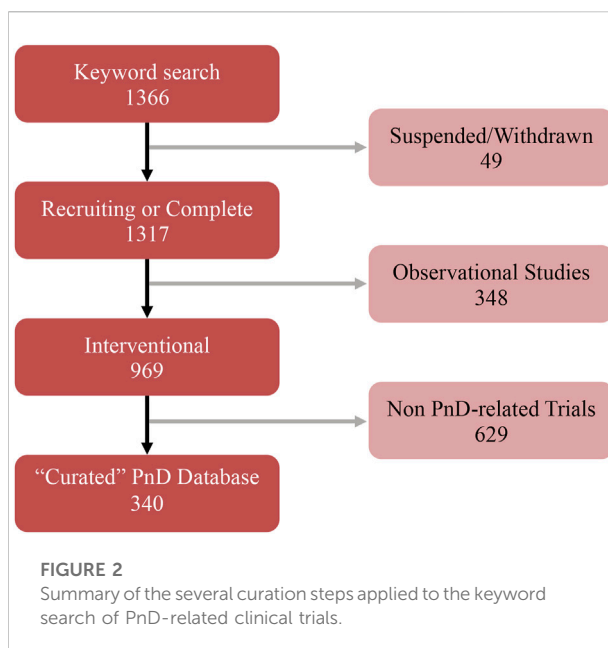 Keyword search
1366
Suspended/Withdrawn
49
Recruiting or Complete
1317
Observational Studies
348
Interventional
969
Non PnD-related Trials
629
“Curated” PnD Database
340
FIGURE 2
Summary of the several curation steps applied to the keyword
search of PnD-related clinical trials.